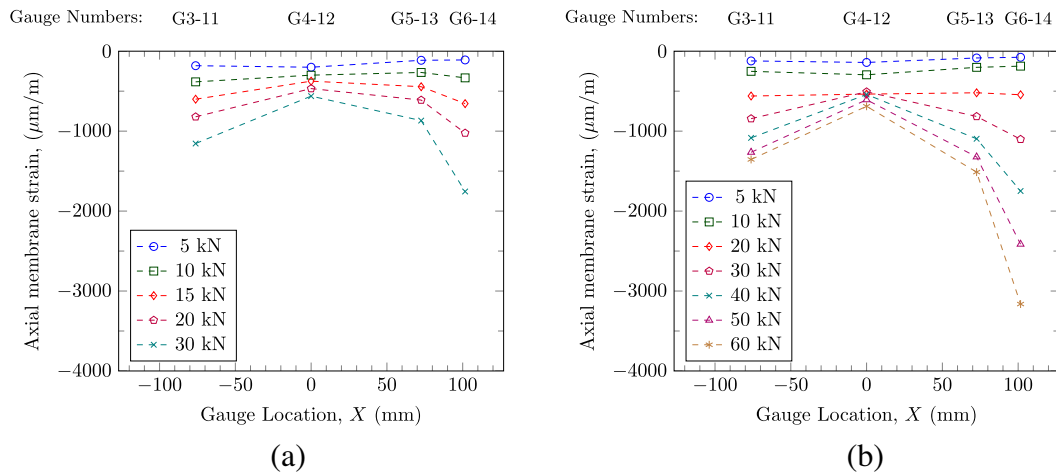 Gauge Numbers: G3-11 G4-12 G5-13 G6-14
0
−1000
−2000
−3000
−4000
Axial membrane strain, (μm/m)
5 kN
10 kN
15 kN
20 kN
30 kN
−100 −50 0 50 100
Gauge Location, X (mm)
(a)
Gauge Numbers: G3-11 G4-12 G5-13 G6-14
0
−1000
−2000
−3000
−4000
Axial membrane strain, (μm/m)
5 kN
10 kN
20 kN
30 kN
40 kN
50 kN
60 kN
−100 −50 0 50 100
Gauge Location, X (mm)
(b)